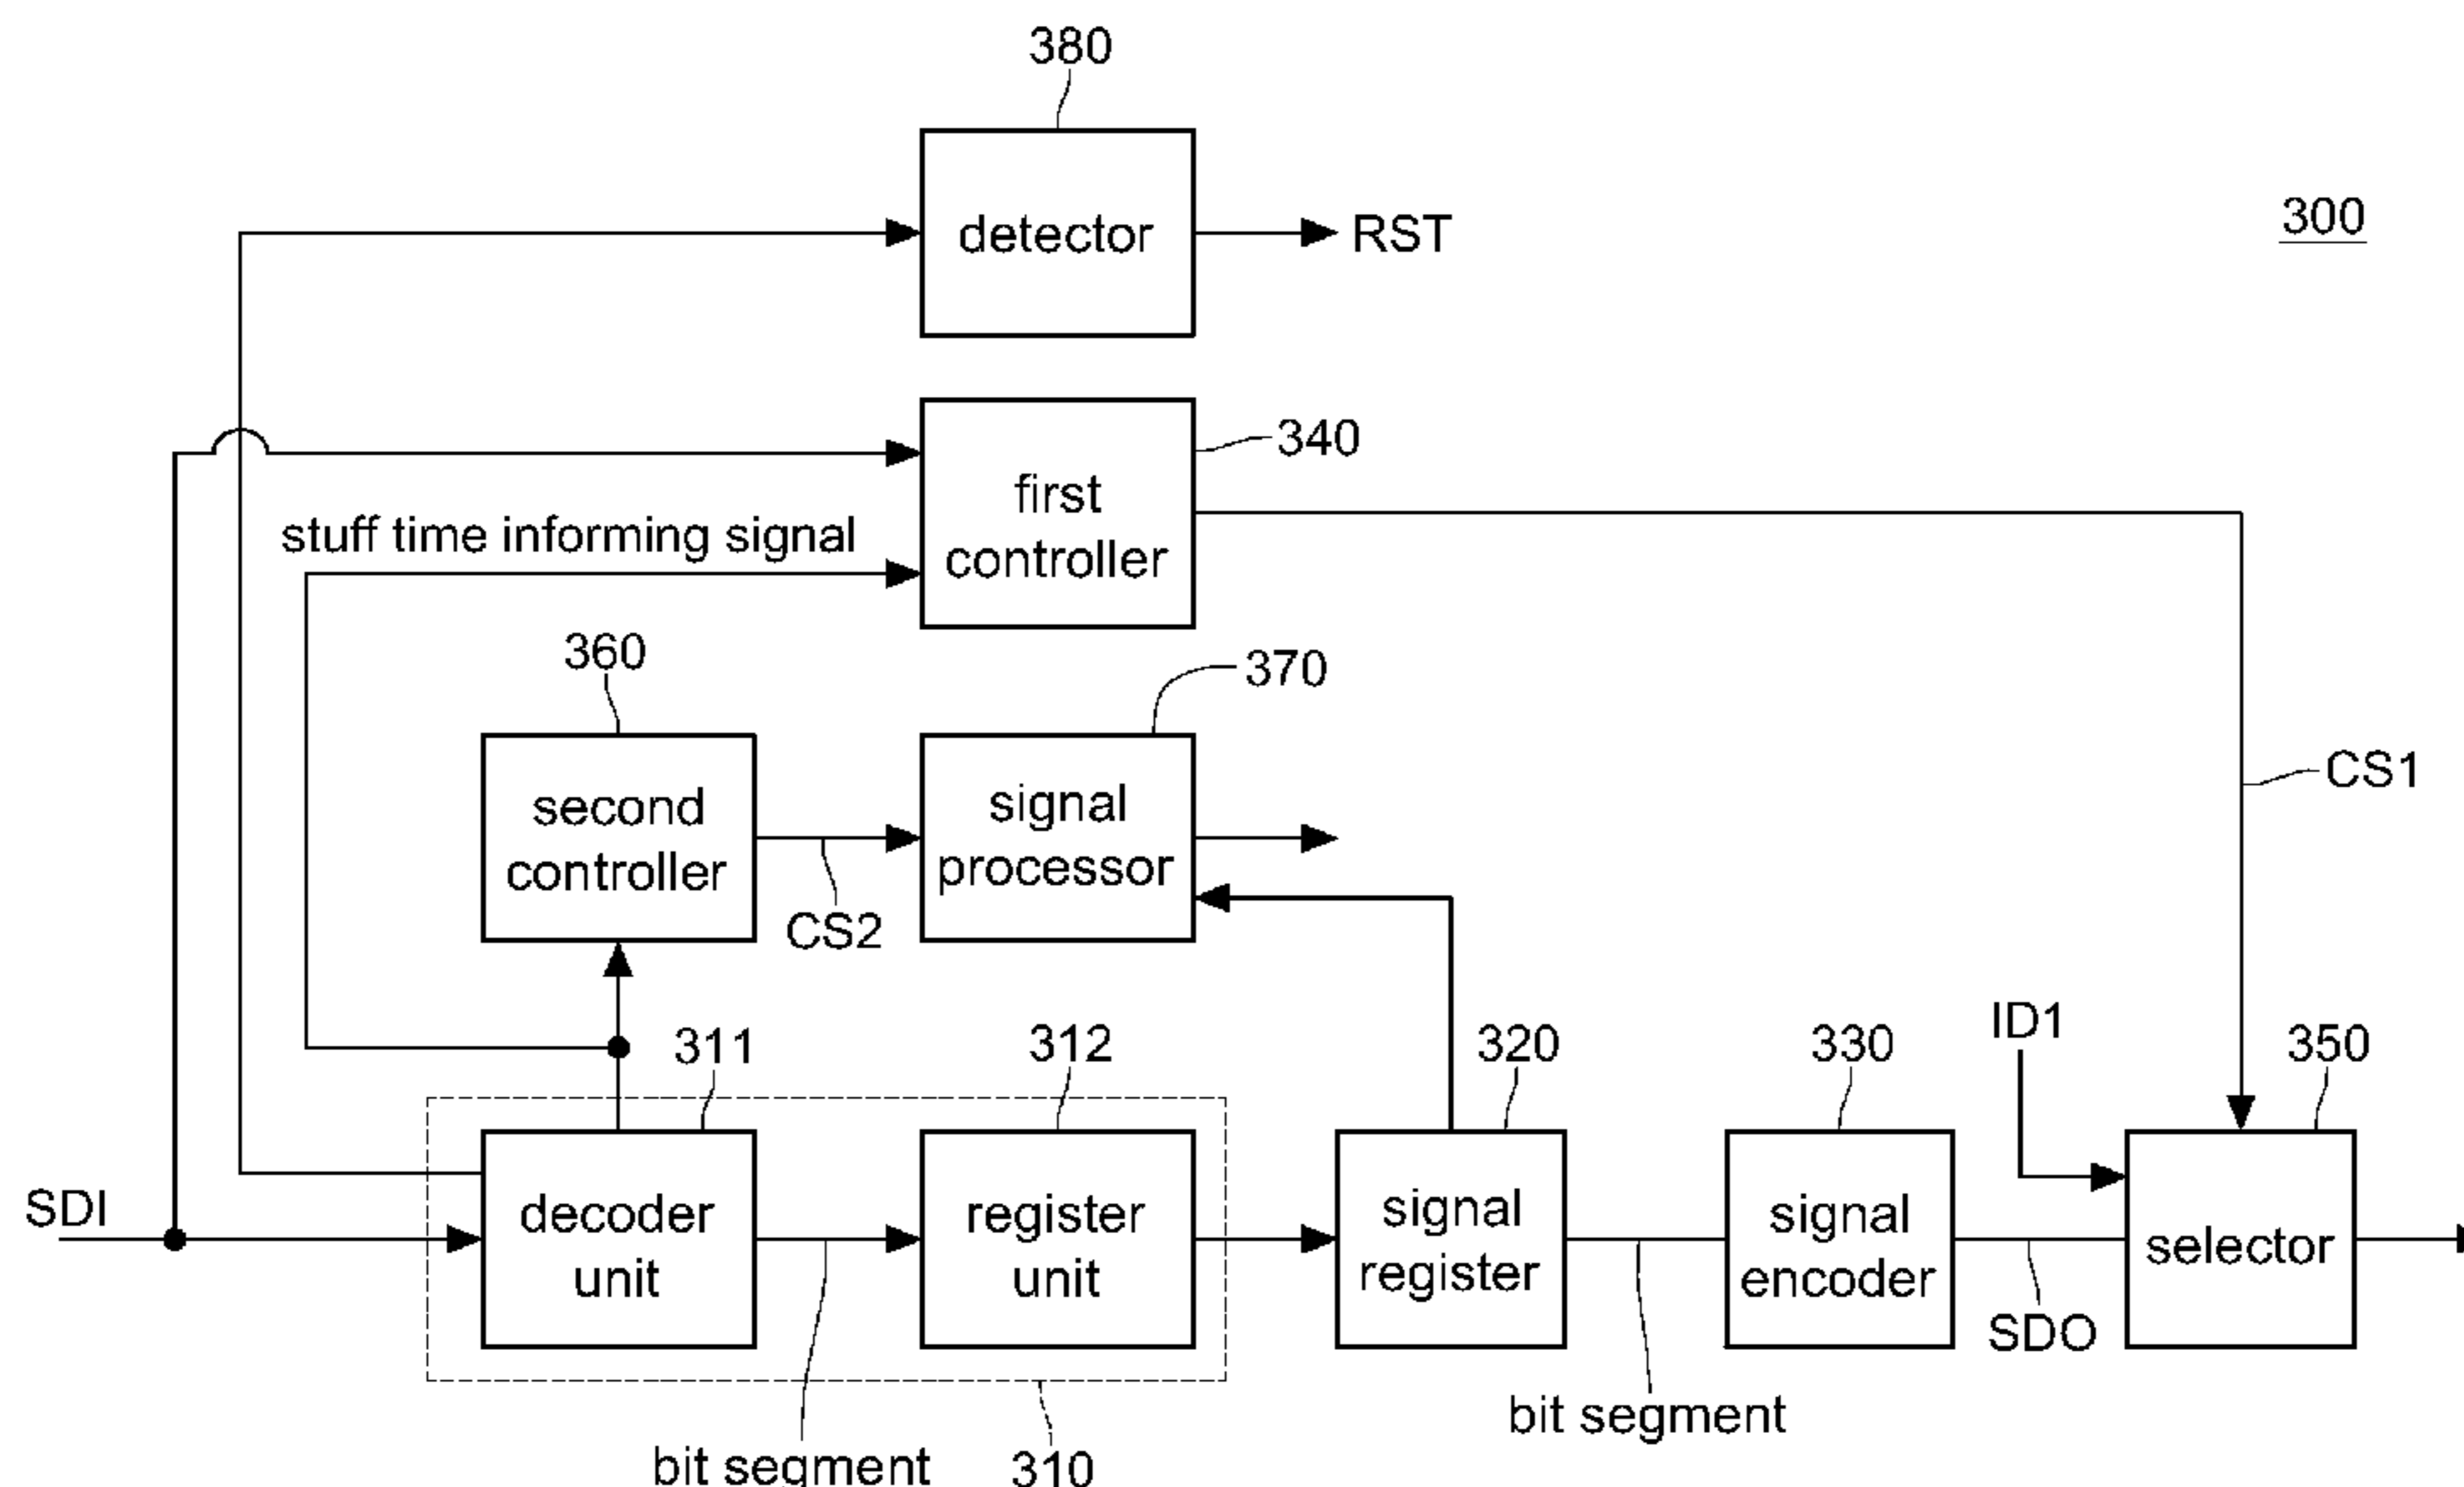 380
detector
RST
300
340
first
controller
stuff time informing signal
360
370
second
controller
CS2
signal
processor
CS1
ID1
311
312
320
330
350
SDI
decoder
unit
register
unit
signal
register
signal
encoder
selector
SDO
bit segment
bit segment
310